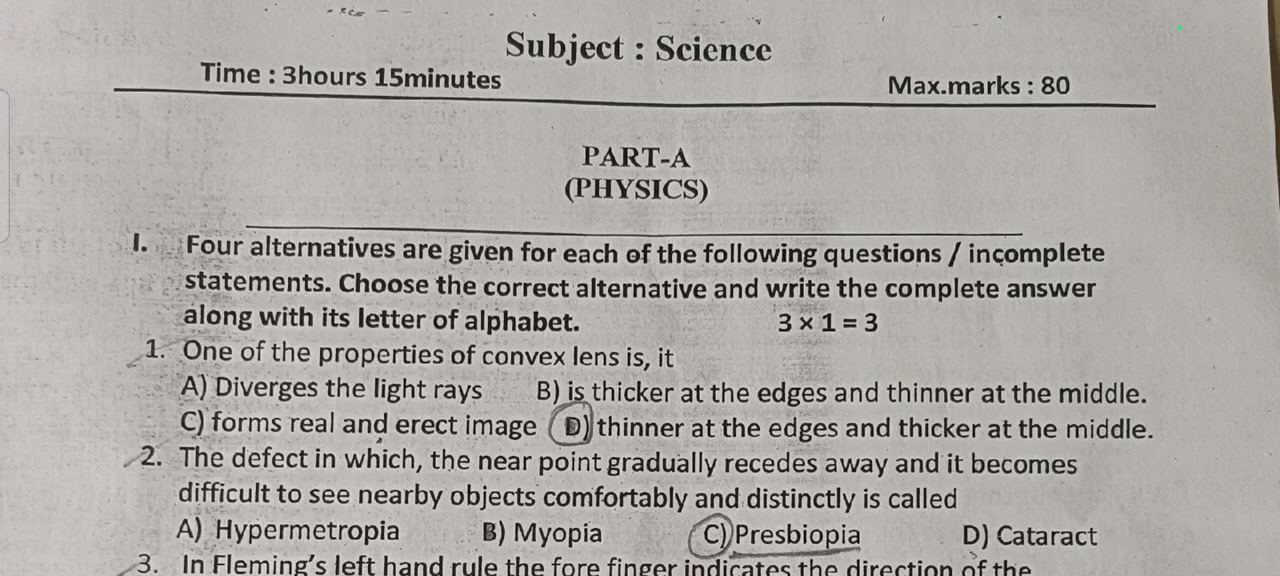 Subject : Science
Time : 3hours 15minutes Max.marks : 80
PART-A
(PHYSICS)
I. Four alternatives are given for each of the following questions / incomplete
statements. Choose the correct alternative and write the complete answer
along with its letter of alphabet. 3 × 1 = 3
1. One of the properties of convex lens is, it
A) Diverges the light rays B) is thicker at the edges and thinner at the middle.
C) forms real and erect image D) thinner at the edges and thicker at the middle.
2. The defect in which, the near point gradually recedes away and it becomes
difficult to see nearby objects comfortably and distinctly is called
A) Hypermetropia B) Myopia C) Presbiopia D) Cataract
3. In Fleming's left hand rule the fore finger indicates the direction of the